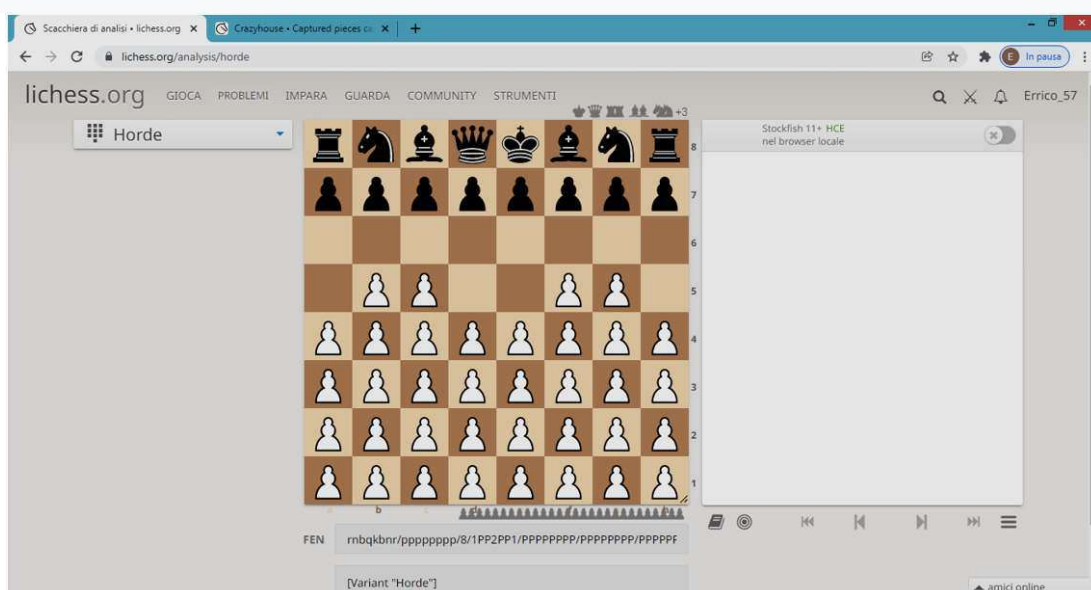 Scacchiera di analisi • lichess.org
Crazyhouse • Captured pieces ca
lichess.org/analysis/horde
E In pausa
lichess.org GIOCA PROBLEMI IMPARA GUARDA COMMUNITY STRUMENTI Errico_57
+3
Horde
Stockfish 11+ HCE
nel browser locale
8
7
6
5
4
3
2
1
a b c d f h
FEN rnbqkbnr/pppppppp/8/1PP2PP1/PPPPPPPP/PPPPPPPP/PPPPPF
[Variant "Horde"]
amici online